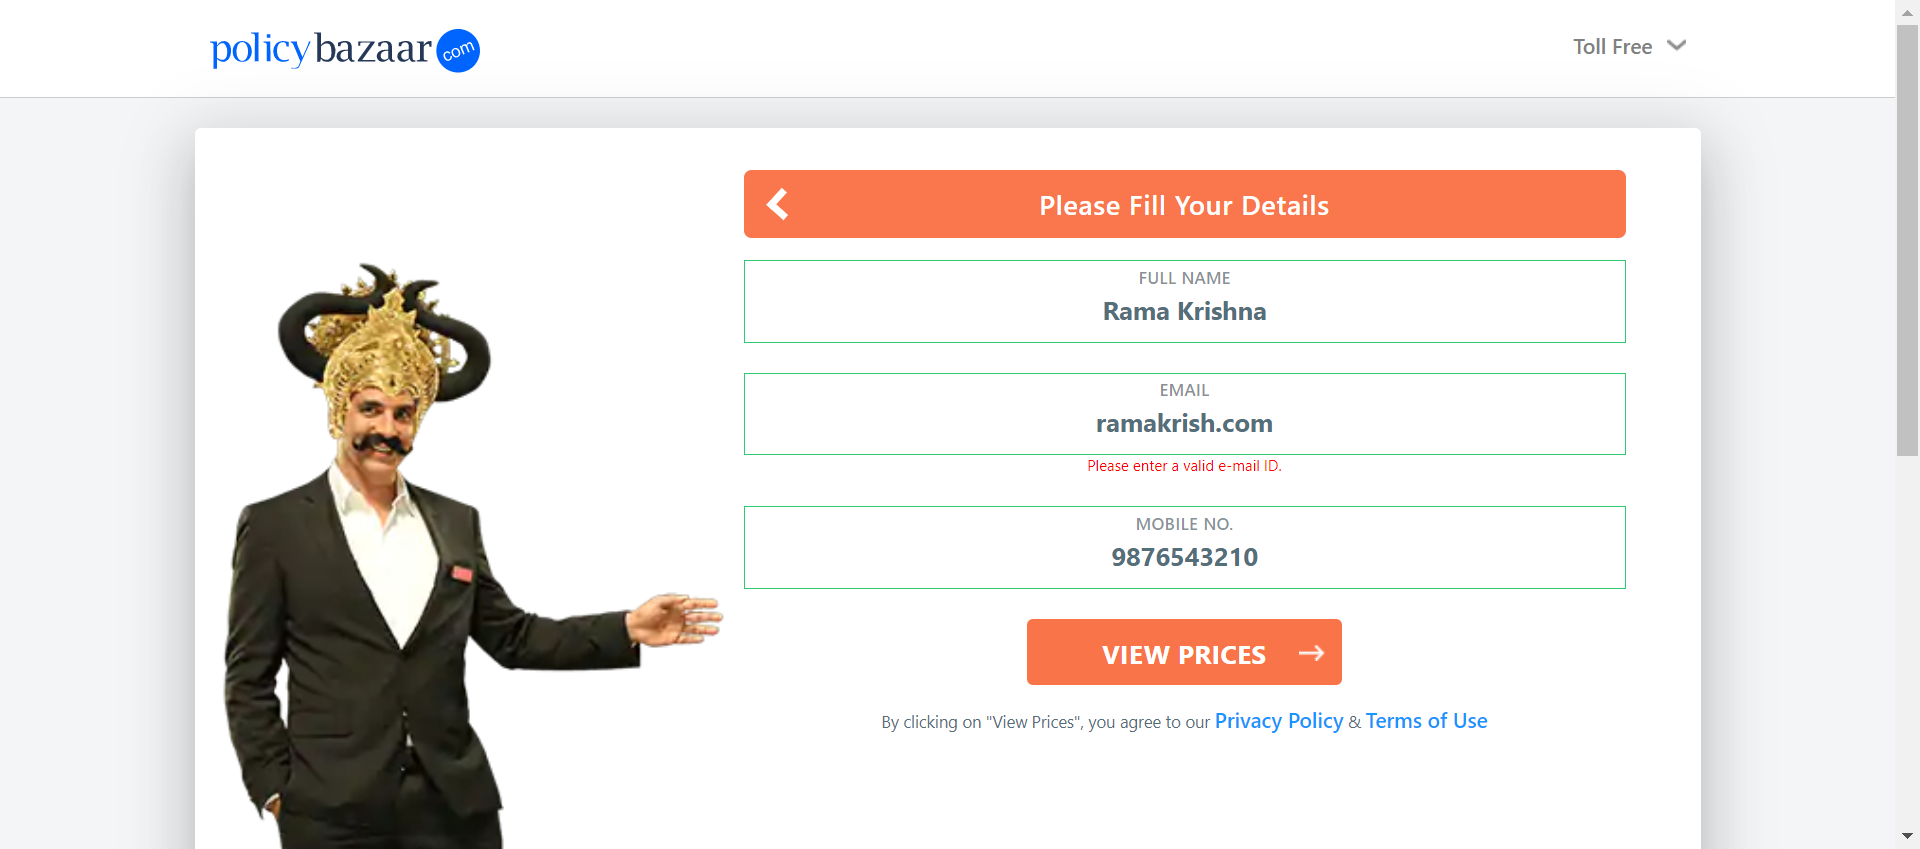 policybazaar com
Toll Free
Please Fill Your Details
FULL NAME
Rama Krishna
EMAIL
ramakrish.com
Please enter a valid e-mail ID.
MOBILE NO.
9876543210
VIEW PRICES
By clicking on "View Prices", you agree to our Privacy Policy & Terms of Use